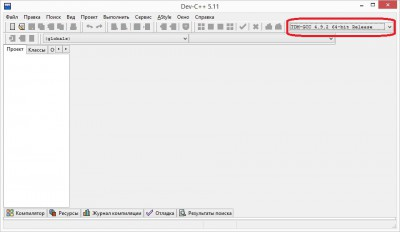 Dev-C++ 5.11
Файл Правка Поиск Вид Проект Выполнить Сервис AStyle Окно Справка
TDM-GCC 4.9.2 64-bit Release
(globals)
Проект Классы О
Компилятор Ресурсы Журнал компиляции Отладка Результаты поиска